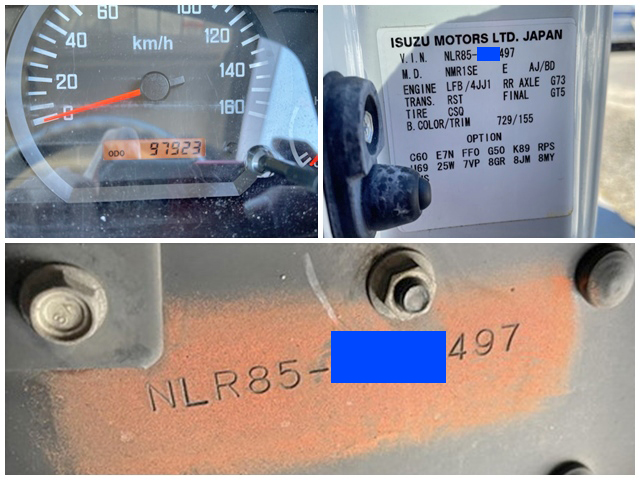 60
100
40
120
km/h
20
140
0
160
ODO 97923
ISUZU MOTORS LTD. JAPAN
V.I.N. NLR85- 497
M.D. NMR1SE E AJ/BD
ENGINE LFB/4JJ1 RR AXLE G73
TRANS. RST FINAL GT5
TIRE CSQ
B.COLOR/TRIM 729/155
OPTION
C60 E7N FF0 G50 K89 RPS
U69 25W 7VP 8GR 8JM 8MY
NLR85- 497